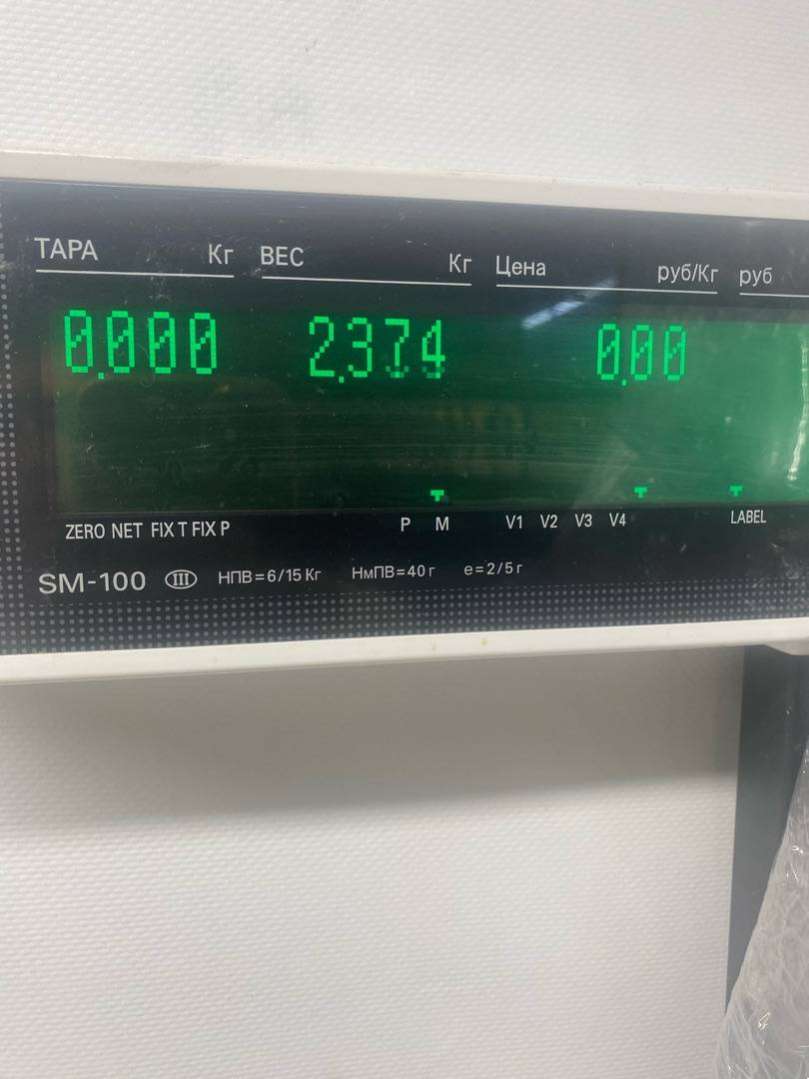 ТАРА Кг ВЕС Кг Цена руб/Кг руб
0.000 2.374 0.00
ZERO NET FIX T FIX P P M V1 V2 V3 V4 LABEL
SM-100 III НПВ=6/15 Кг НмПВ=40 г e=2/5 г